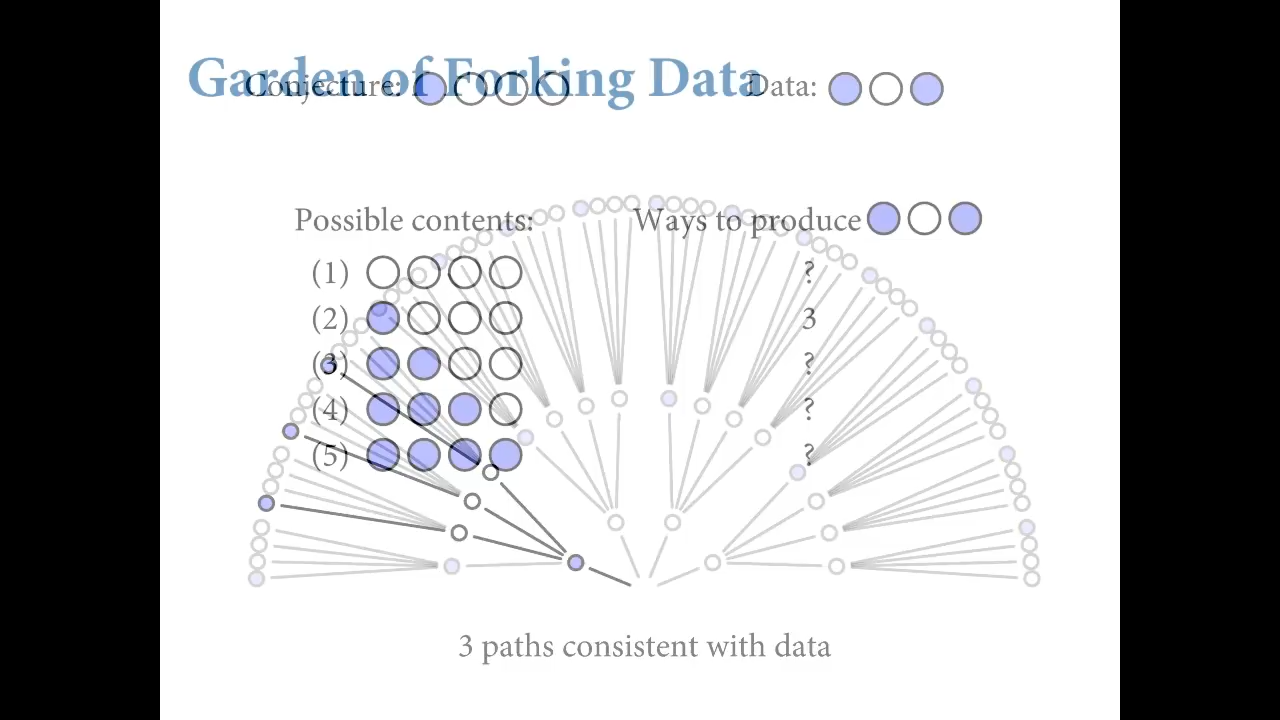 Garden of Forking Data
Conjecture:
Data:
Possible contents:
Ways to produce
(1) ?
(2) 3
(3) ?
(4) ?
(5) ?
3 paths consistent with data